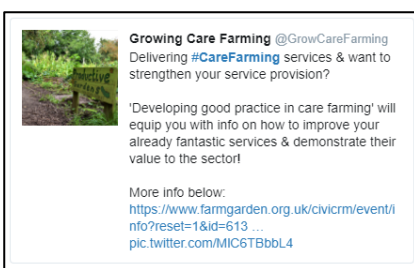 Growing Care Farming @GrowCareFarming
Delivering #CareFarming services & want to
strengthen your service provision?
'Developing good practice in care farming' will
equip you with info on how to improve your
already fantastic services & demonstrate their
value to the sector!
More info below:
https://www.farmgarden.org.uk/civicrm/event/i
nfo?reset=1&id=613 ...
pic.twitter.com/MIC6TBbbL4